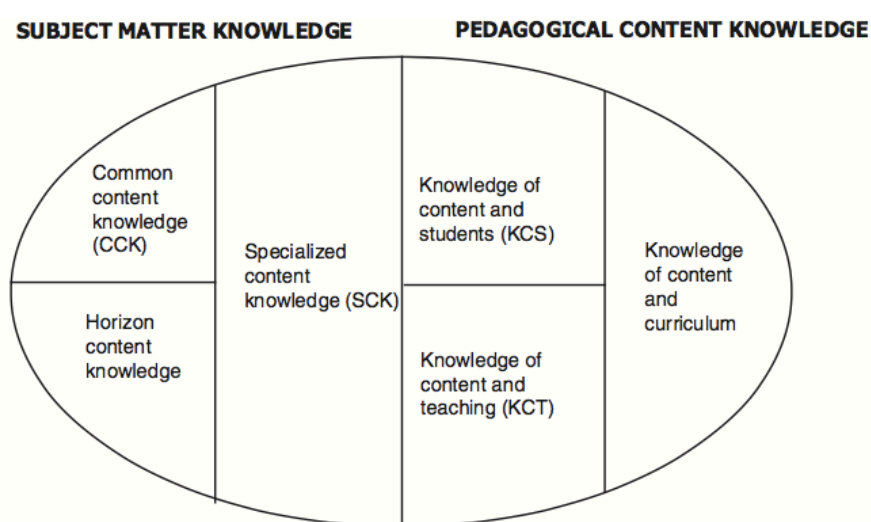 SUBJECT MATTER KNOWLEDGE
PEDAGOGICAL CONTENT KNOWLEDGE
Common
content
knowledge
(CCK)
Horizon
content
knowledge
Specialized
content
knowledge (SCK)
Knowledge of
content and
students (KCS)
Knowledge of
content and
teaching (KCT)
Knowledge
of content
and
curriculum